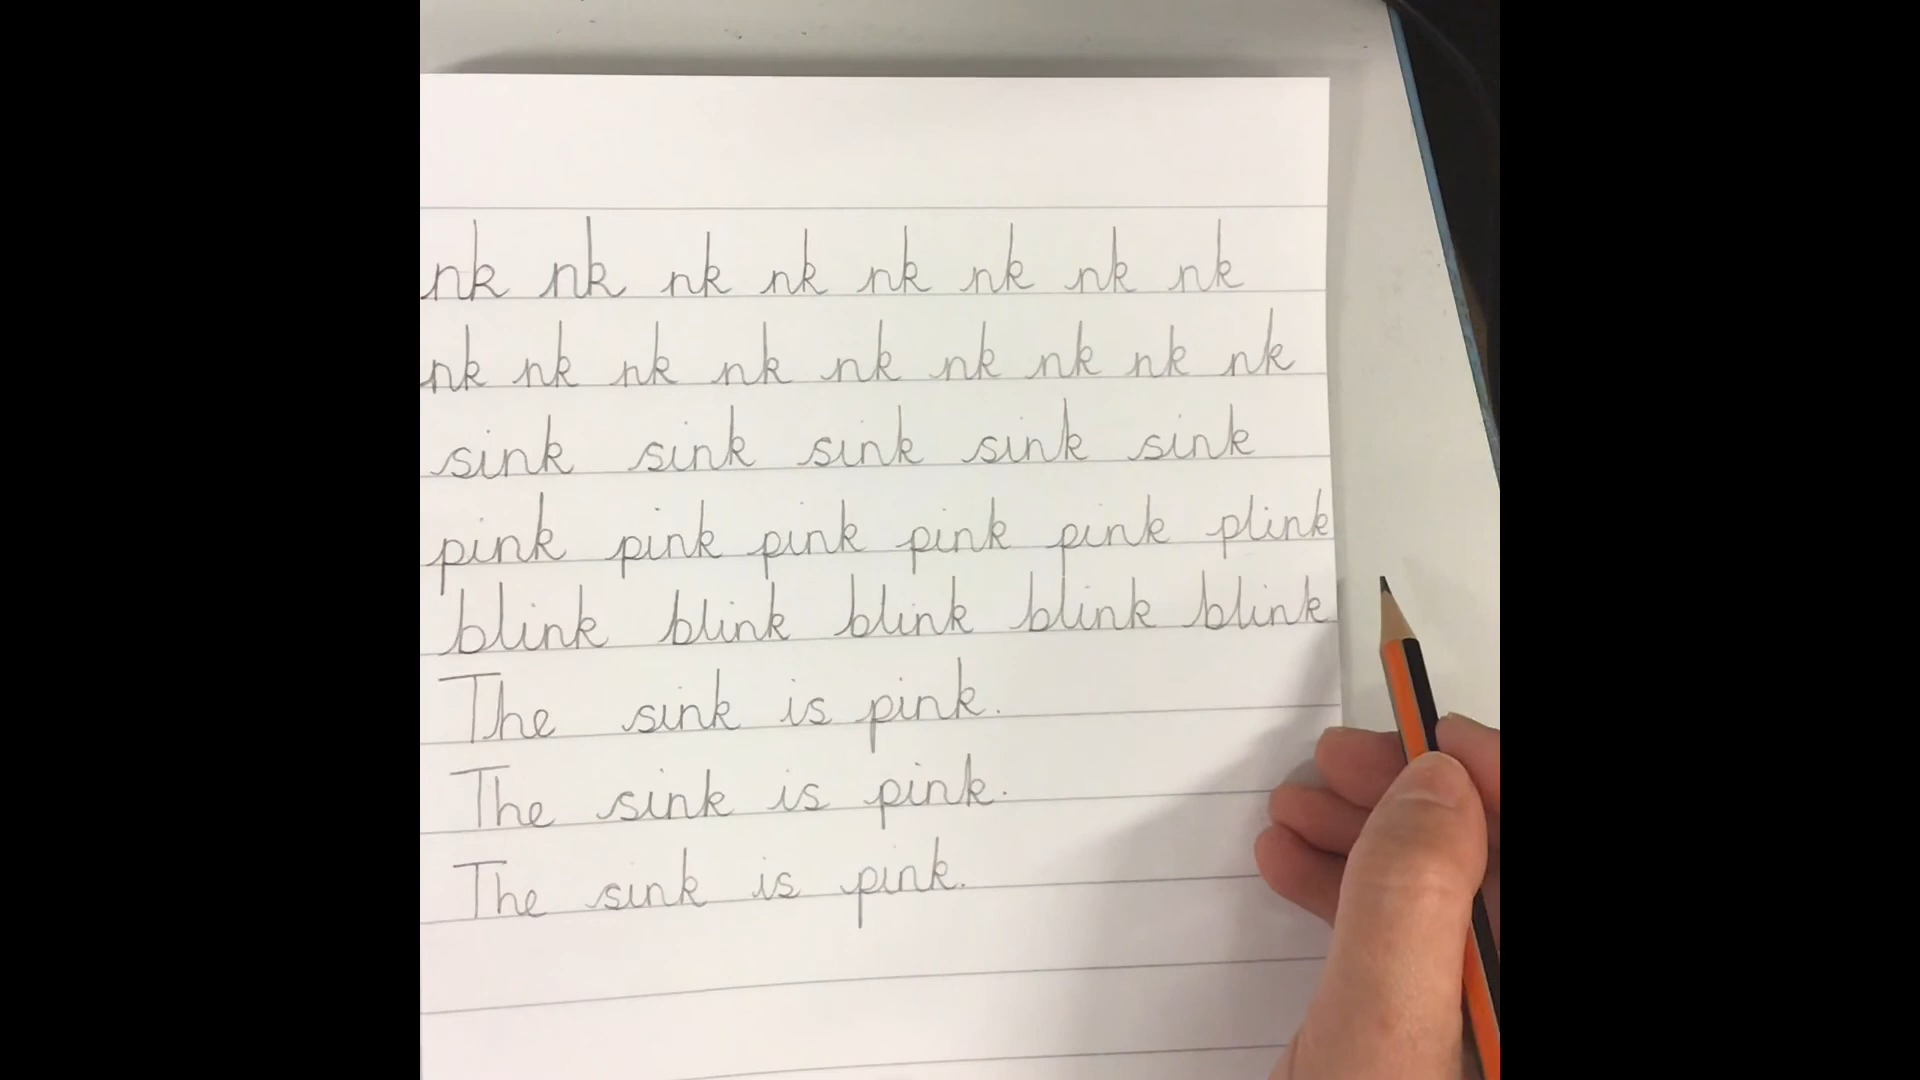 nk nk nk nk nk nk nk nk
nk nk nk nk nk nk nk nk nk
sink sink sink sink sink
pink pink pink pink pink plink
blink blink blink blink blink
The sink is pink.
The sink is pink.
The sink is pink.